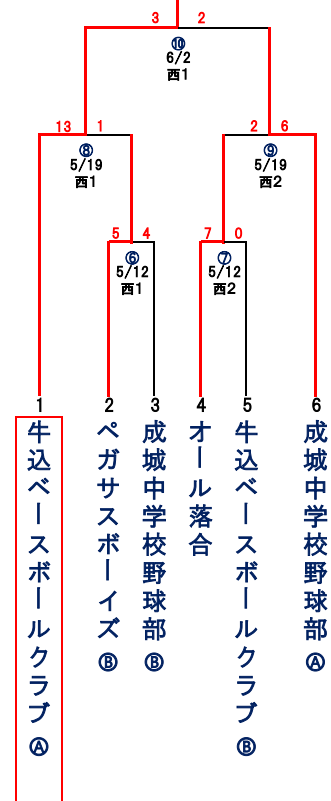 3 2
⑩
6/2
西1
13 1
2 6
⑧
5/19
西1
⑨
5/19
西2
5 4
7 0
⑥
5/12
西1
⑦
5/12
西2
1 2 3 4 5 6
牛込ベースボールクラブⒶ
ペガサスボーイズⒷ
成城中学校野球部Ⓑ
オール落合
牛込ベースボールクラブⒷ
成城中学校野球部Ⓐ